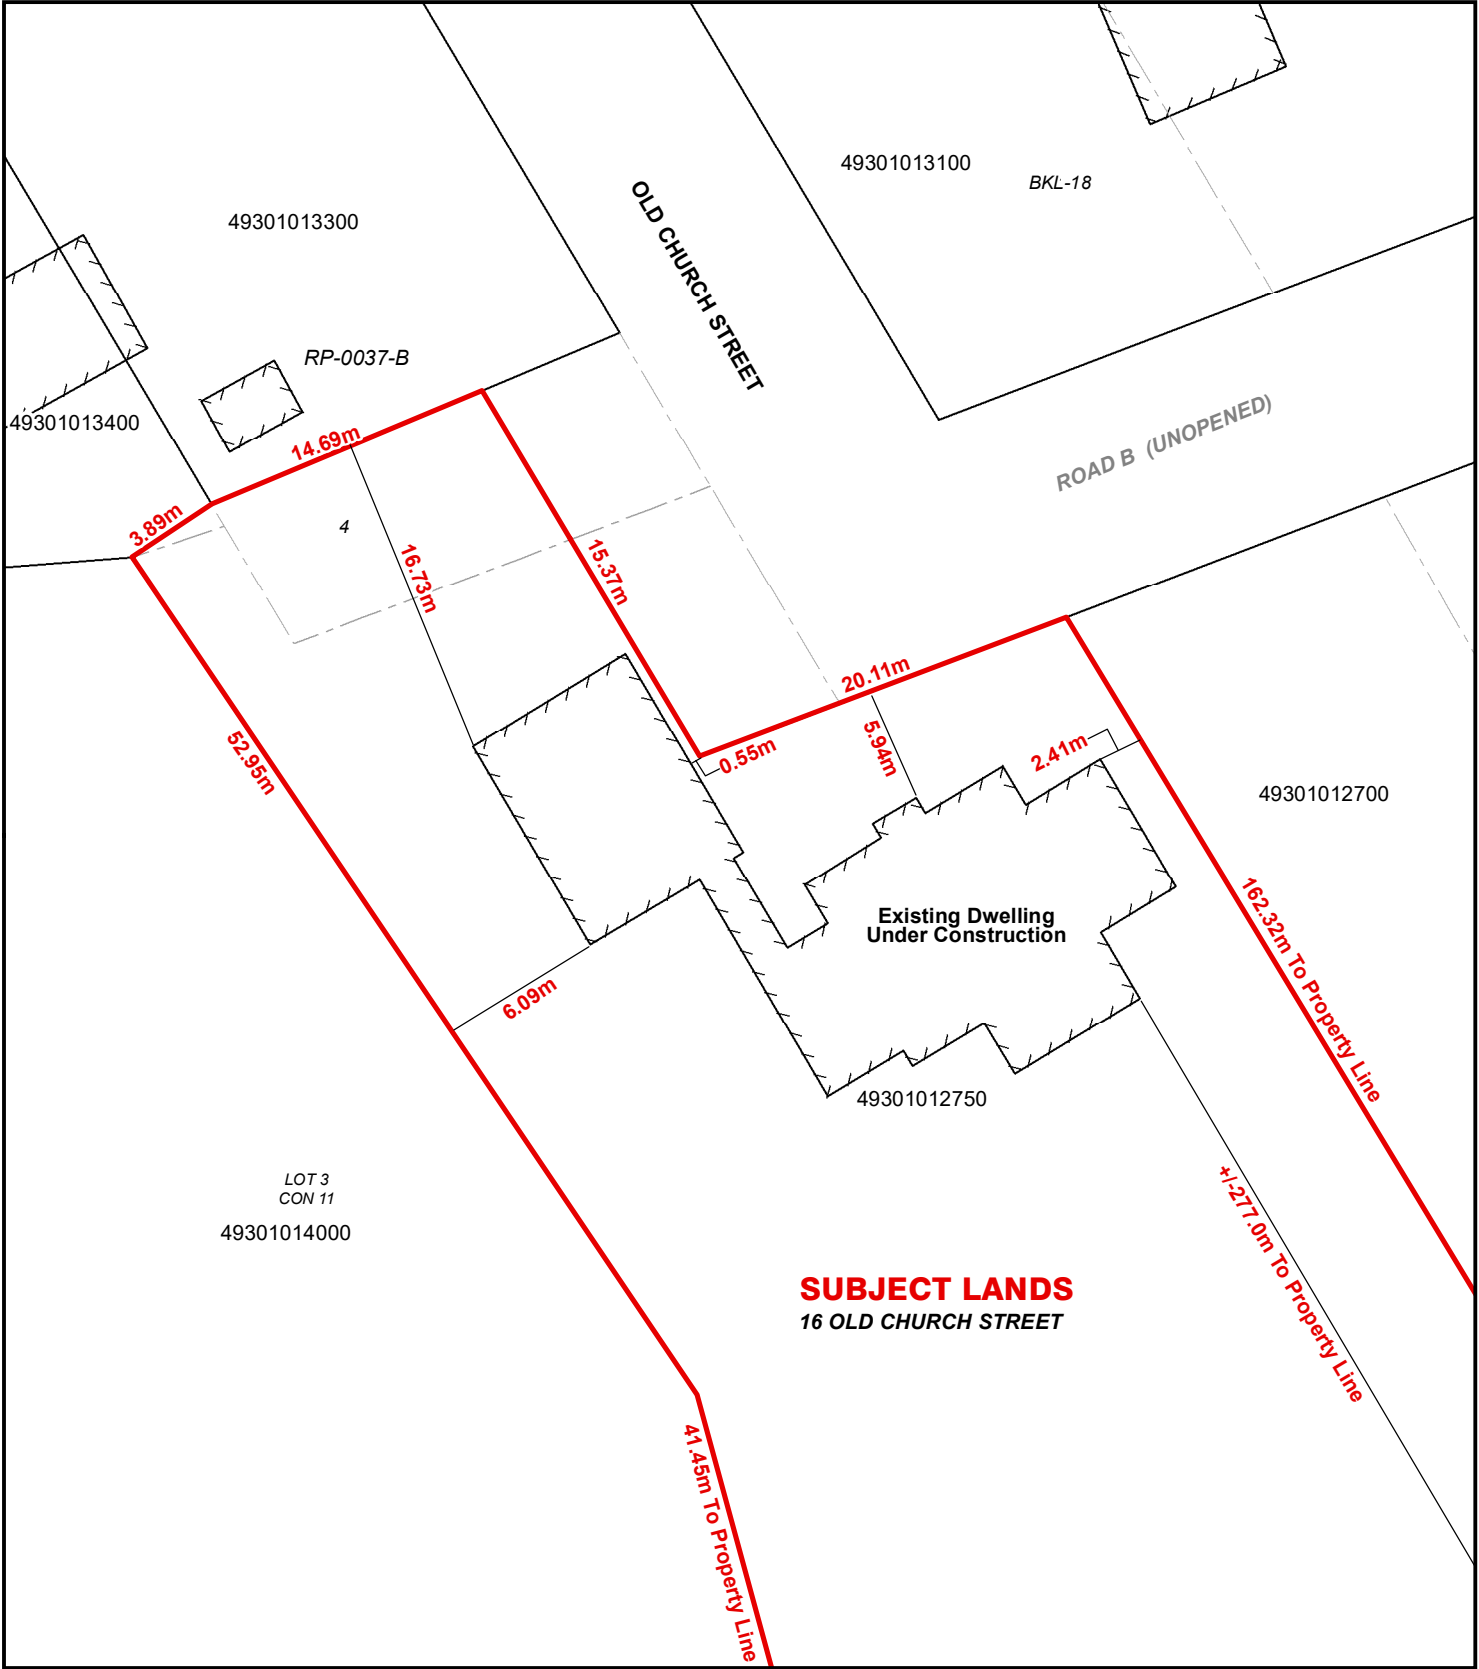 49301013100
BKL-18
49301013300
OLD CHURCH STREET
RP-0037-B
49301013400
14.69m
ROAD B (UNOPENED)
3.89m
4
16.73m
15.37m
20.11m
52.95m
0.55m
5.94m
2.41m
49301012700
Existing Dwelling
Under Construction
162.32m To Property Line
6.09m
49301012750
LOT 3
CON 11
49301014000
+/-277.0m To Property Line
SUBJECT LANDS
16 OLD CHURCH STREET
41.45m To Property Line